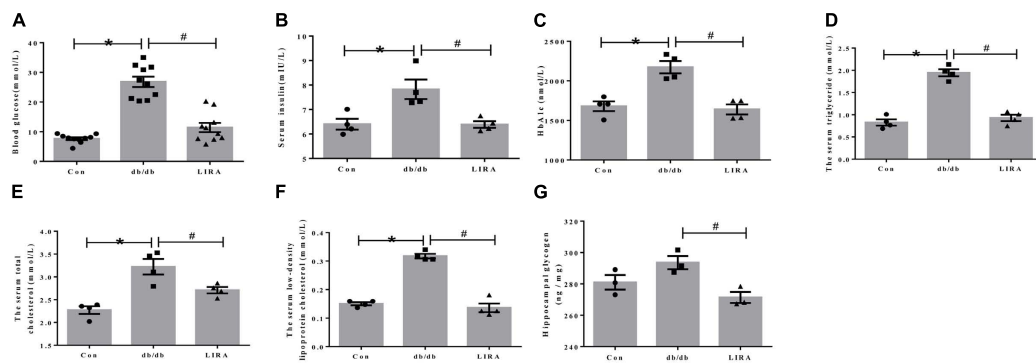 A
Blood glucose(mmol/L)
40
30
20
10
0
* #
Con db/db LIRA
B
Serum insulin(mIU/L)
10
9
8
7
6
5
* #
Con db/db LIRA
C
HbA1c (nmol/L)
2500
2000
1500
1000
* #
Con db/db LIRA
D
The serum triglyceride (mmol/L)
2.5
2.0
1.5
1.0
0.5
0.0
* #
Con db/db LIRA
E
The serum total
cholesterol (mmol/L)
4.0
3.5
3.0
2.5
2.0
1.5
* #
Con db/db LIRA
F
The serum low-density
lipoprotein cholesterol (mmol/L)
0.4
0.3
0.2
0.1
0.0
* #
Con db/db LIRA
G
Hippocampal glycogen
(ng / mg)
320
300
280
260
240
#
Con db/db LIRA